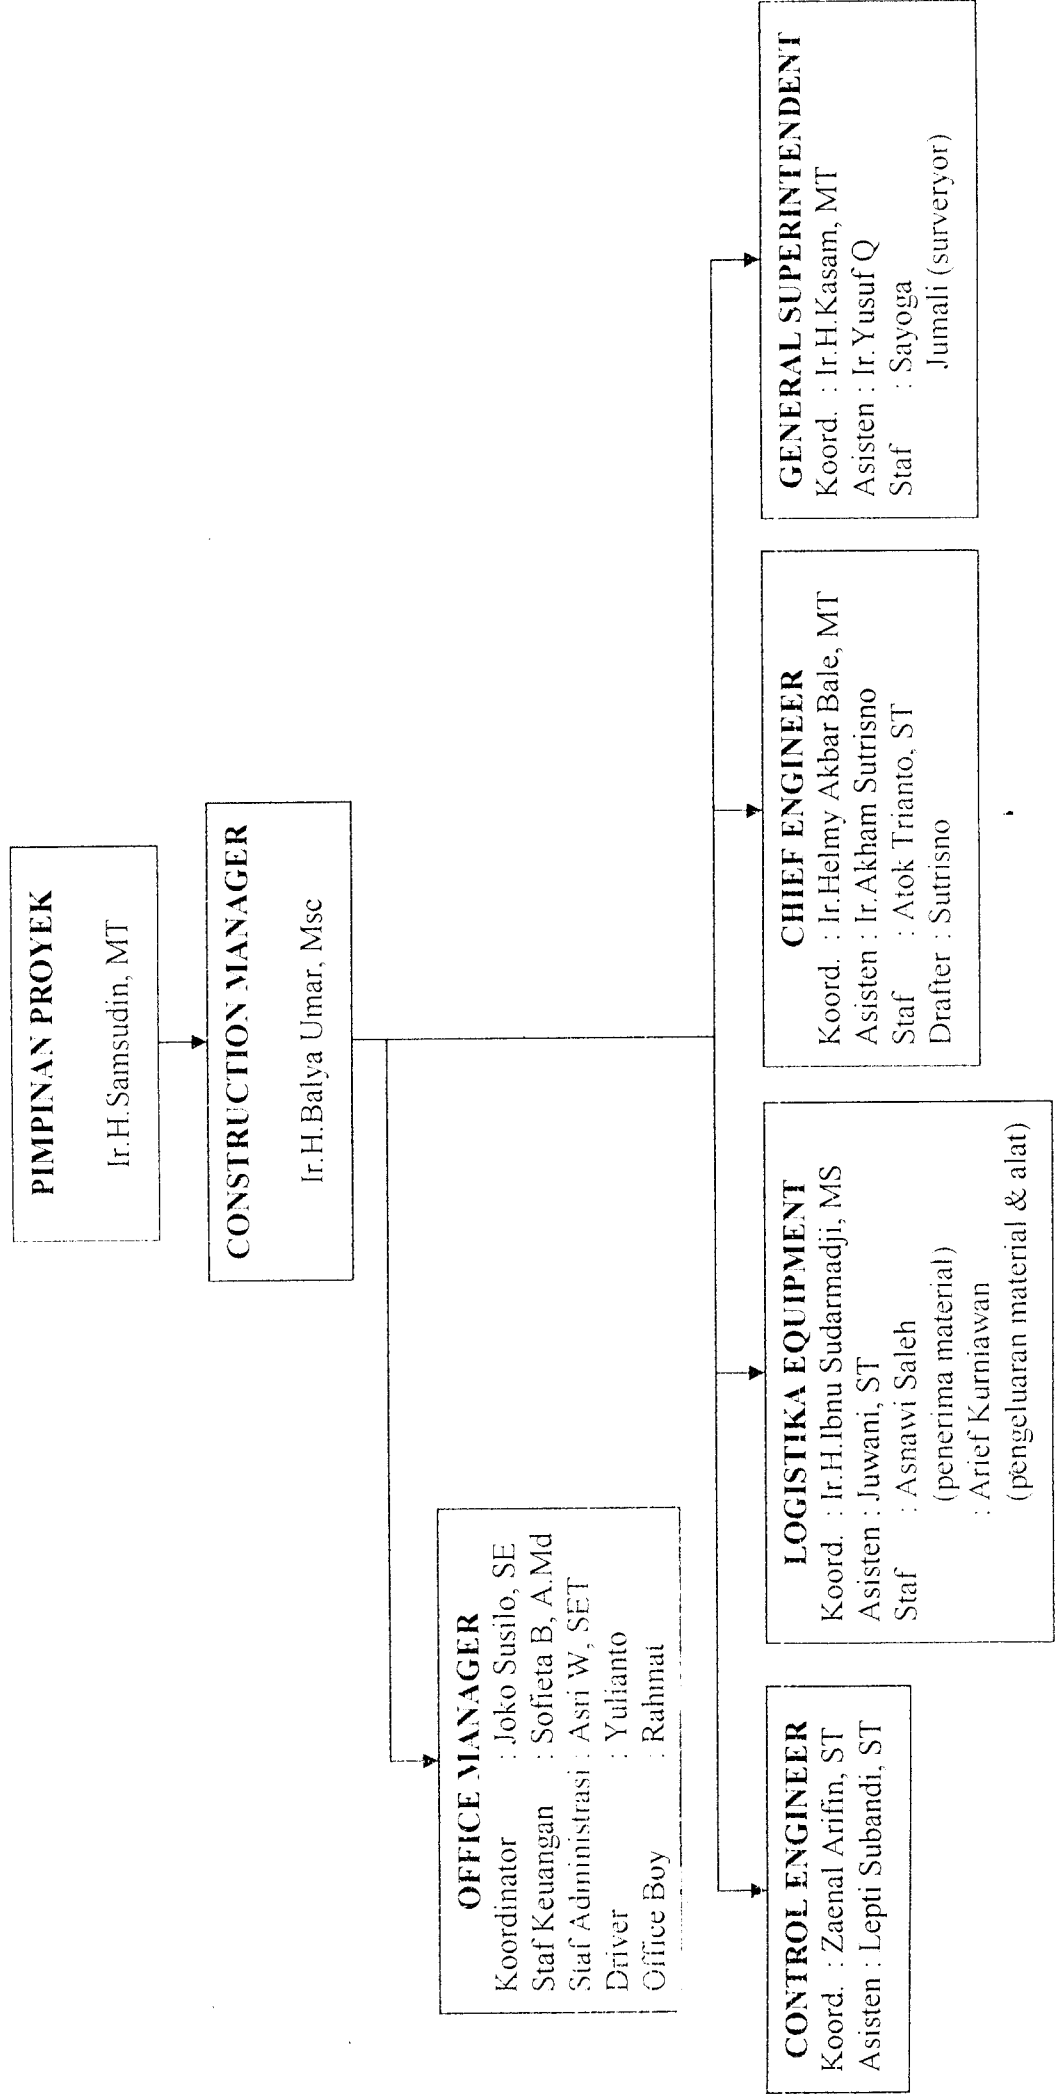 PIMPINAN PROYEK
Ir.H.Samsudin, MT
CONSTRUCTION MANAGER
Ir.H.Balya Umar, Msc
OFFICE MANAGER
Koordinator : Joko Susilo, SE
Staf Keuangan : Sofieta B, A.Md
Staf Administrasi : Asri W, SET
Driver : Yulianto
Office Boy : Rahmat
CONTROL ENGINEER
Koord. : Zaenal Arifin, ST
Asisten : Lepti Subandi, ST
LOGISTIKA EQUIPMENT
Koord. : Ir.H.Ibnu Sudarmadji, MS
Asisten : Juwani, ST
Staf : Asnawi Saleh
(penerima material)
: Arief Kurniawan
(pengeluaran material & alat)
CHIEF ENGINEER
Koord. : Ir.Helmy Akbar Bale, MT
Asisten : Ir.Akham Sutrisno
Staf : Atok Trianto, ST
Drafter : Sutrisno
GENERAL SUPERINTENDENT
Koord. : Ir.H.Kasam, MT
Asisten : Ir.Yusuf Q
Staf : Sayoga
Jumali (surveryor)